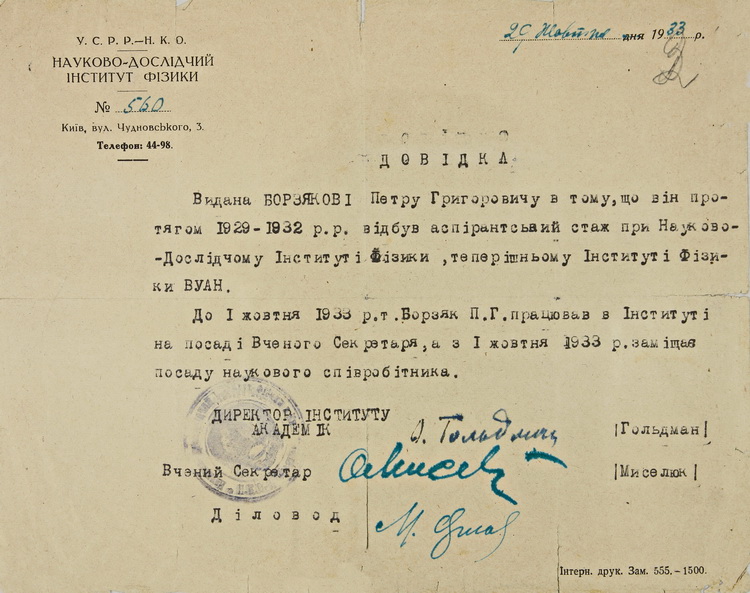 У. С. Р. Р.—Н. К. О.
НАУКОВО-ДОСЛІДЧИЙ
ІНСТИТУТ ФІЗИКИ
№ 560
Київ, вул. Чудновського, 3.
Телефон: 44-98.
29 Жовтня дня 1933 р.
ДОВІДКА
Видана БОРЗЯКОВІ Петру Григоровичу в тому, що він про-
тягом 1929-1932 р.р. відбув аспірантський стаж при Науково-
-Дослідчому Інституті Фізики ,теперішньому Інституті Фізи-
ки ВУАН.
До І жовтня 1933 р.т.Борзяк П.Г.працював в Інституті
на посаді Вченого Секретаря,а з І жовтня 1933 р.заміщає
посаду наукового співробітника.
ДИРЕКТОР ІНСТИТУТУ
АКАДЕМІК О. Гольдман |Гольдман|
Вчений Секретар |Миселюк|
Діловод М.
Інтерн. друк. Зам. 555.-1500.